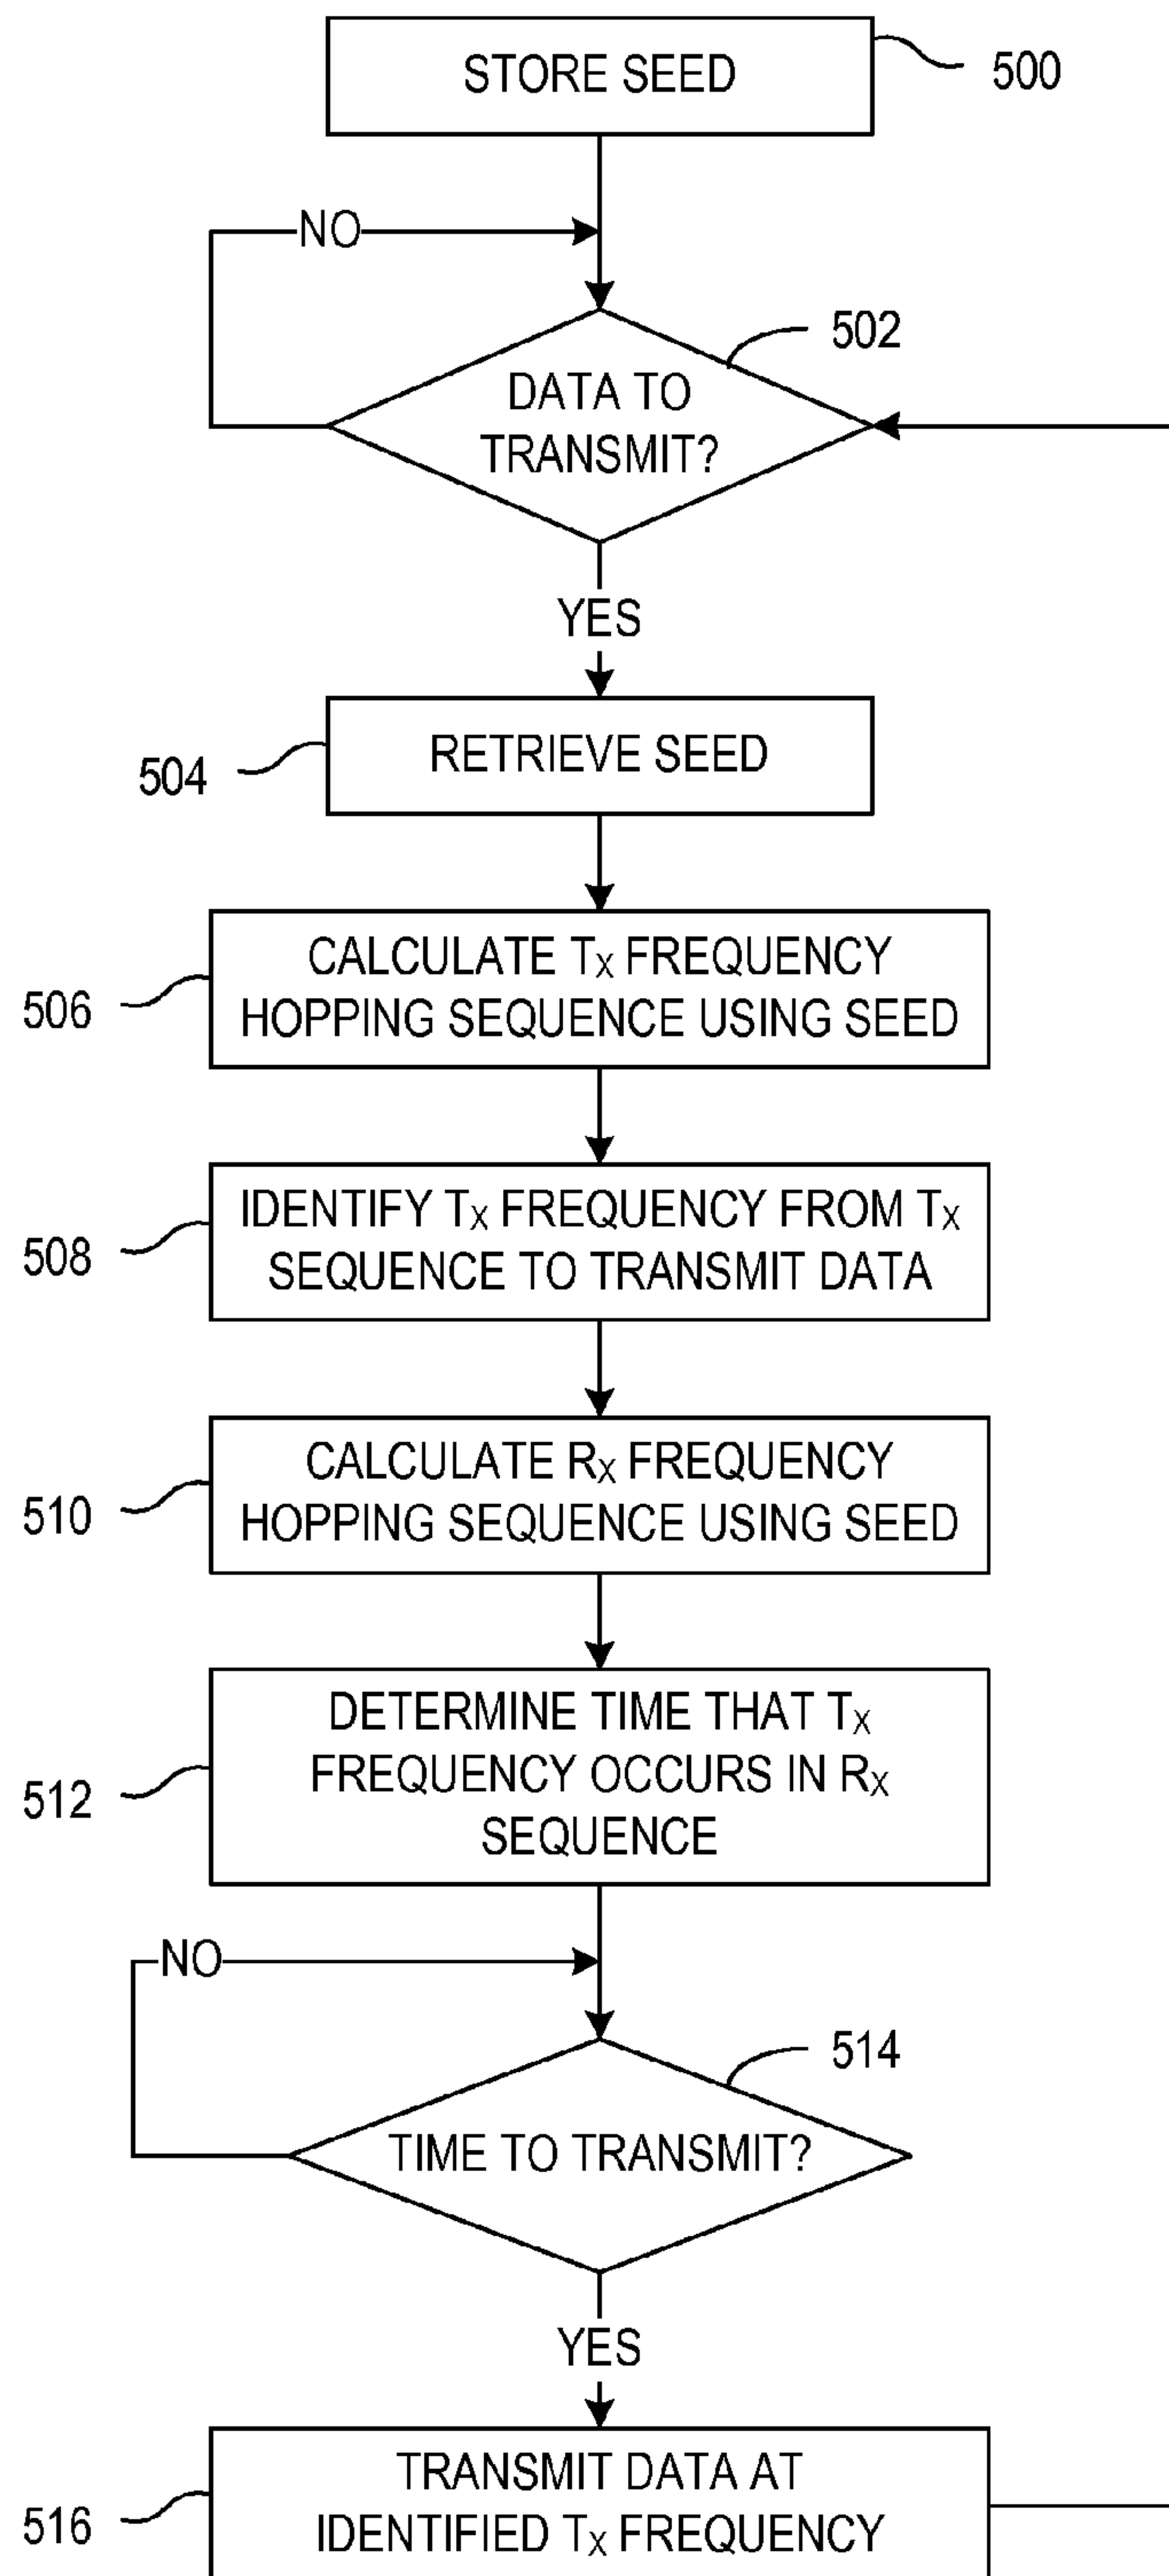 STORE SEED
500
NO
502
DATA TO
TRANSMIT?
YES
RETRIEVE SEED
504
CALCULATE TX FREQUENCY
HOPPING SEQUENCE USING SEED
506
IDENTIFY TX FREQUENCY FROM TX
SEQUENCE TO TRANSMIT DATA
508
CALCULATE RX FREQUENCY
HOPPING SEQUENCE USING SEED
510
DETERMINE TIME THAT TX
FREQUENCY OCCURS IN RX
SEQUENCE
512
NO
514
TIME TO TRANSMIT?
YES
TRANSMIT DATA AT
IDENTIFIED TX FREQUENCY
516